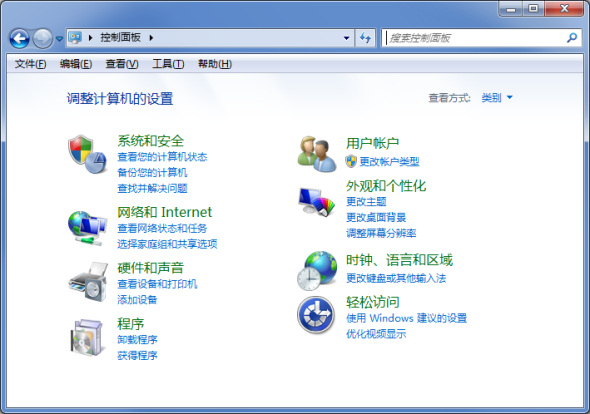 控制面板
搜索控制面板
文件(F) 编辑(E) 查看(V) 工具(T) 帮助(H)
调整计算机的设置
查看方式: 类别
系统和安全
查看您的计算机状态
备份您的计算机
查找并解决问题
网络和 Internet
查看网络状态和任务
选择家庭组和共享选项
硬件和声音
查看设备和打印机
添加设备
程序
卸载程序
获得程序
用户帐户
更改帐户类型
外观和个性化
更改主题
更改桌面背景
调整屏幕分辨率
时钟、语言和区域
更改键盘或其他输入法
轻松访问
使用 Windows 建议的设置
优化视频显示